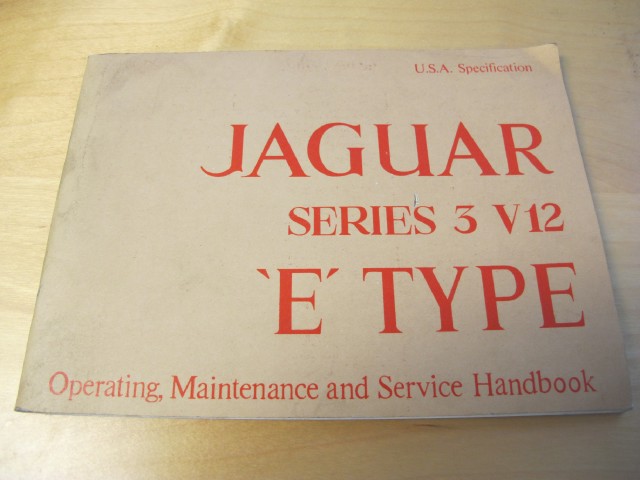 U.S.A. Specification
JAGUAR
SERIES 3 V12
`E´ TYPE
Operating, Maintenance and Service Handbook